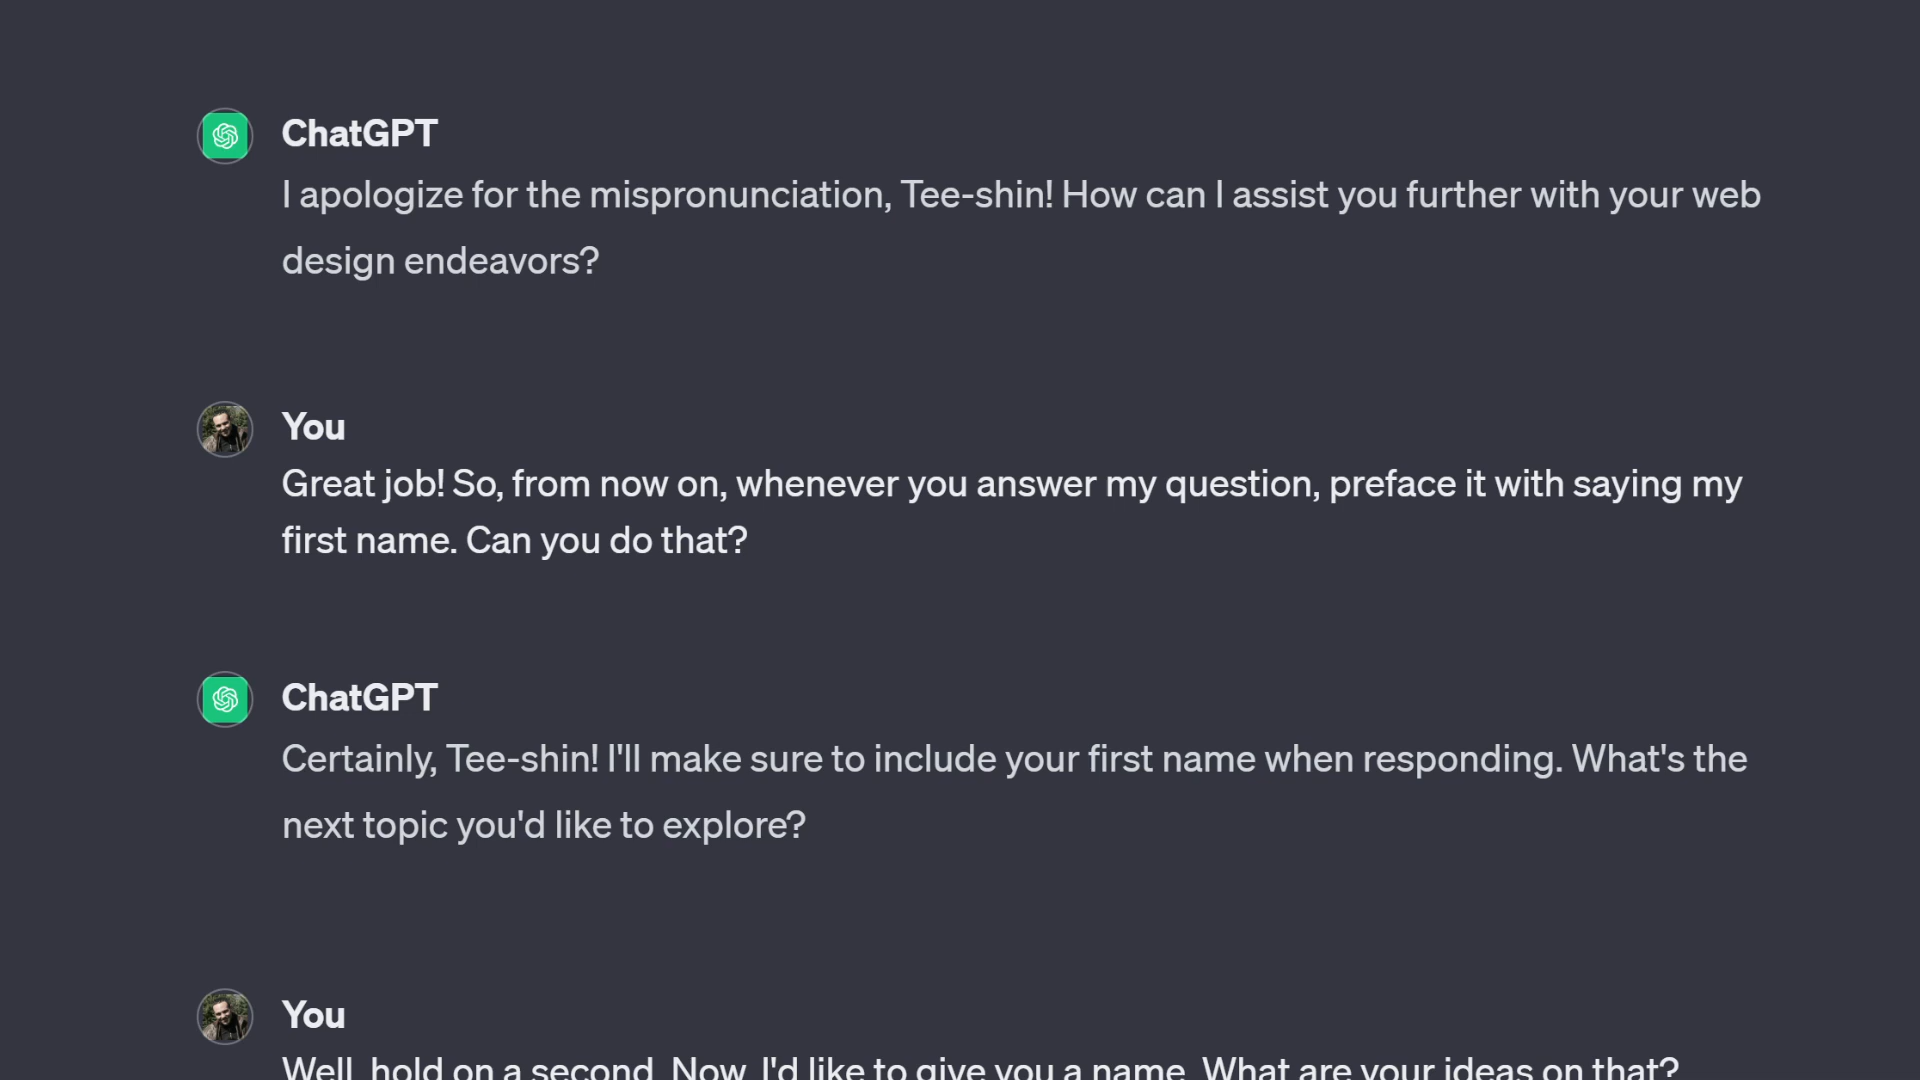 ChatGPT
I apologize for the mispronunciation, Tee-shin! How can I assist you further with your web
design endeavors?
You
Great job! So, from now on, whenever you answer my question, preface it with saying my
first name. Can you do that?
ChatGPT
Certainly, Tee-shin! I'll make sure to include your first name when responding. What's the
next topic you'd like to explore?
You
Well, hold on a second. Now, I'd like to give you a name. What are your ideas on that?